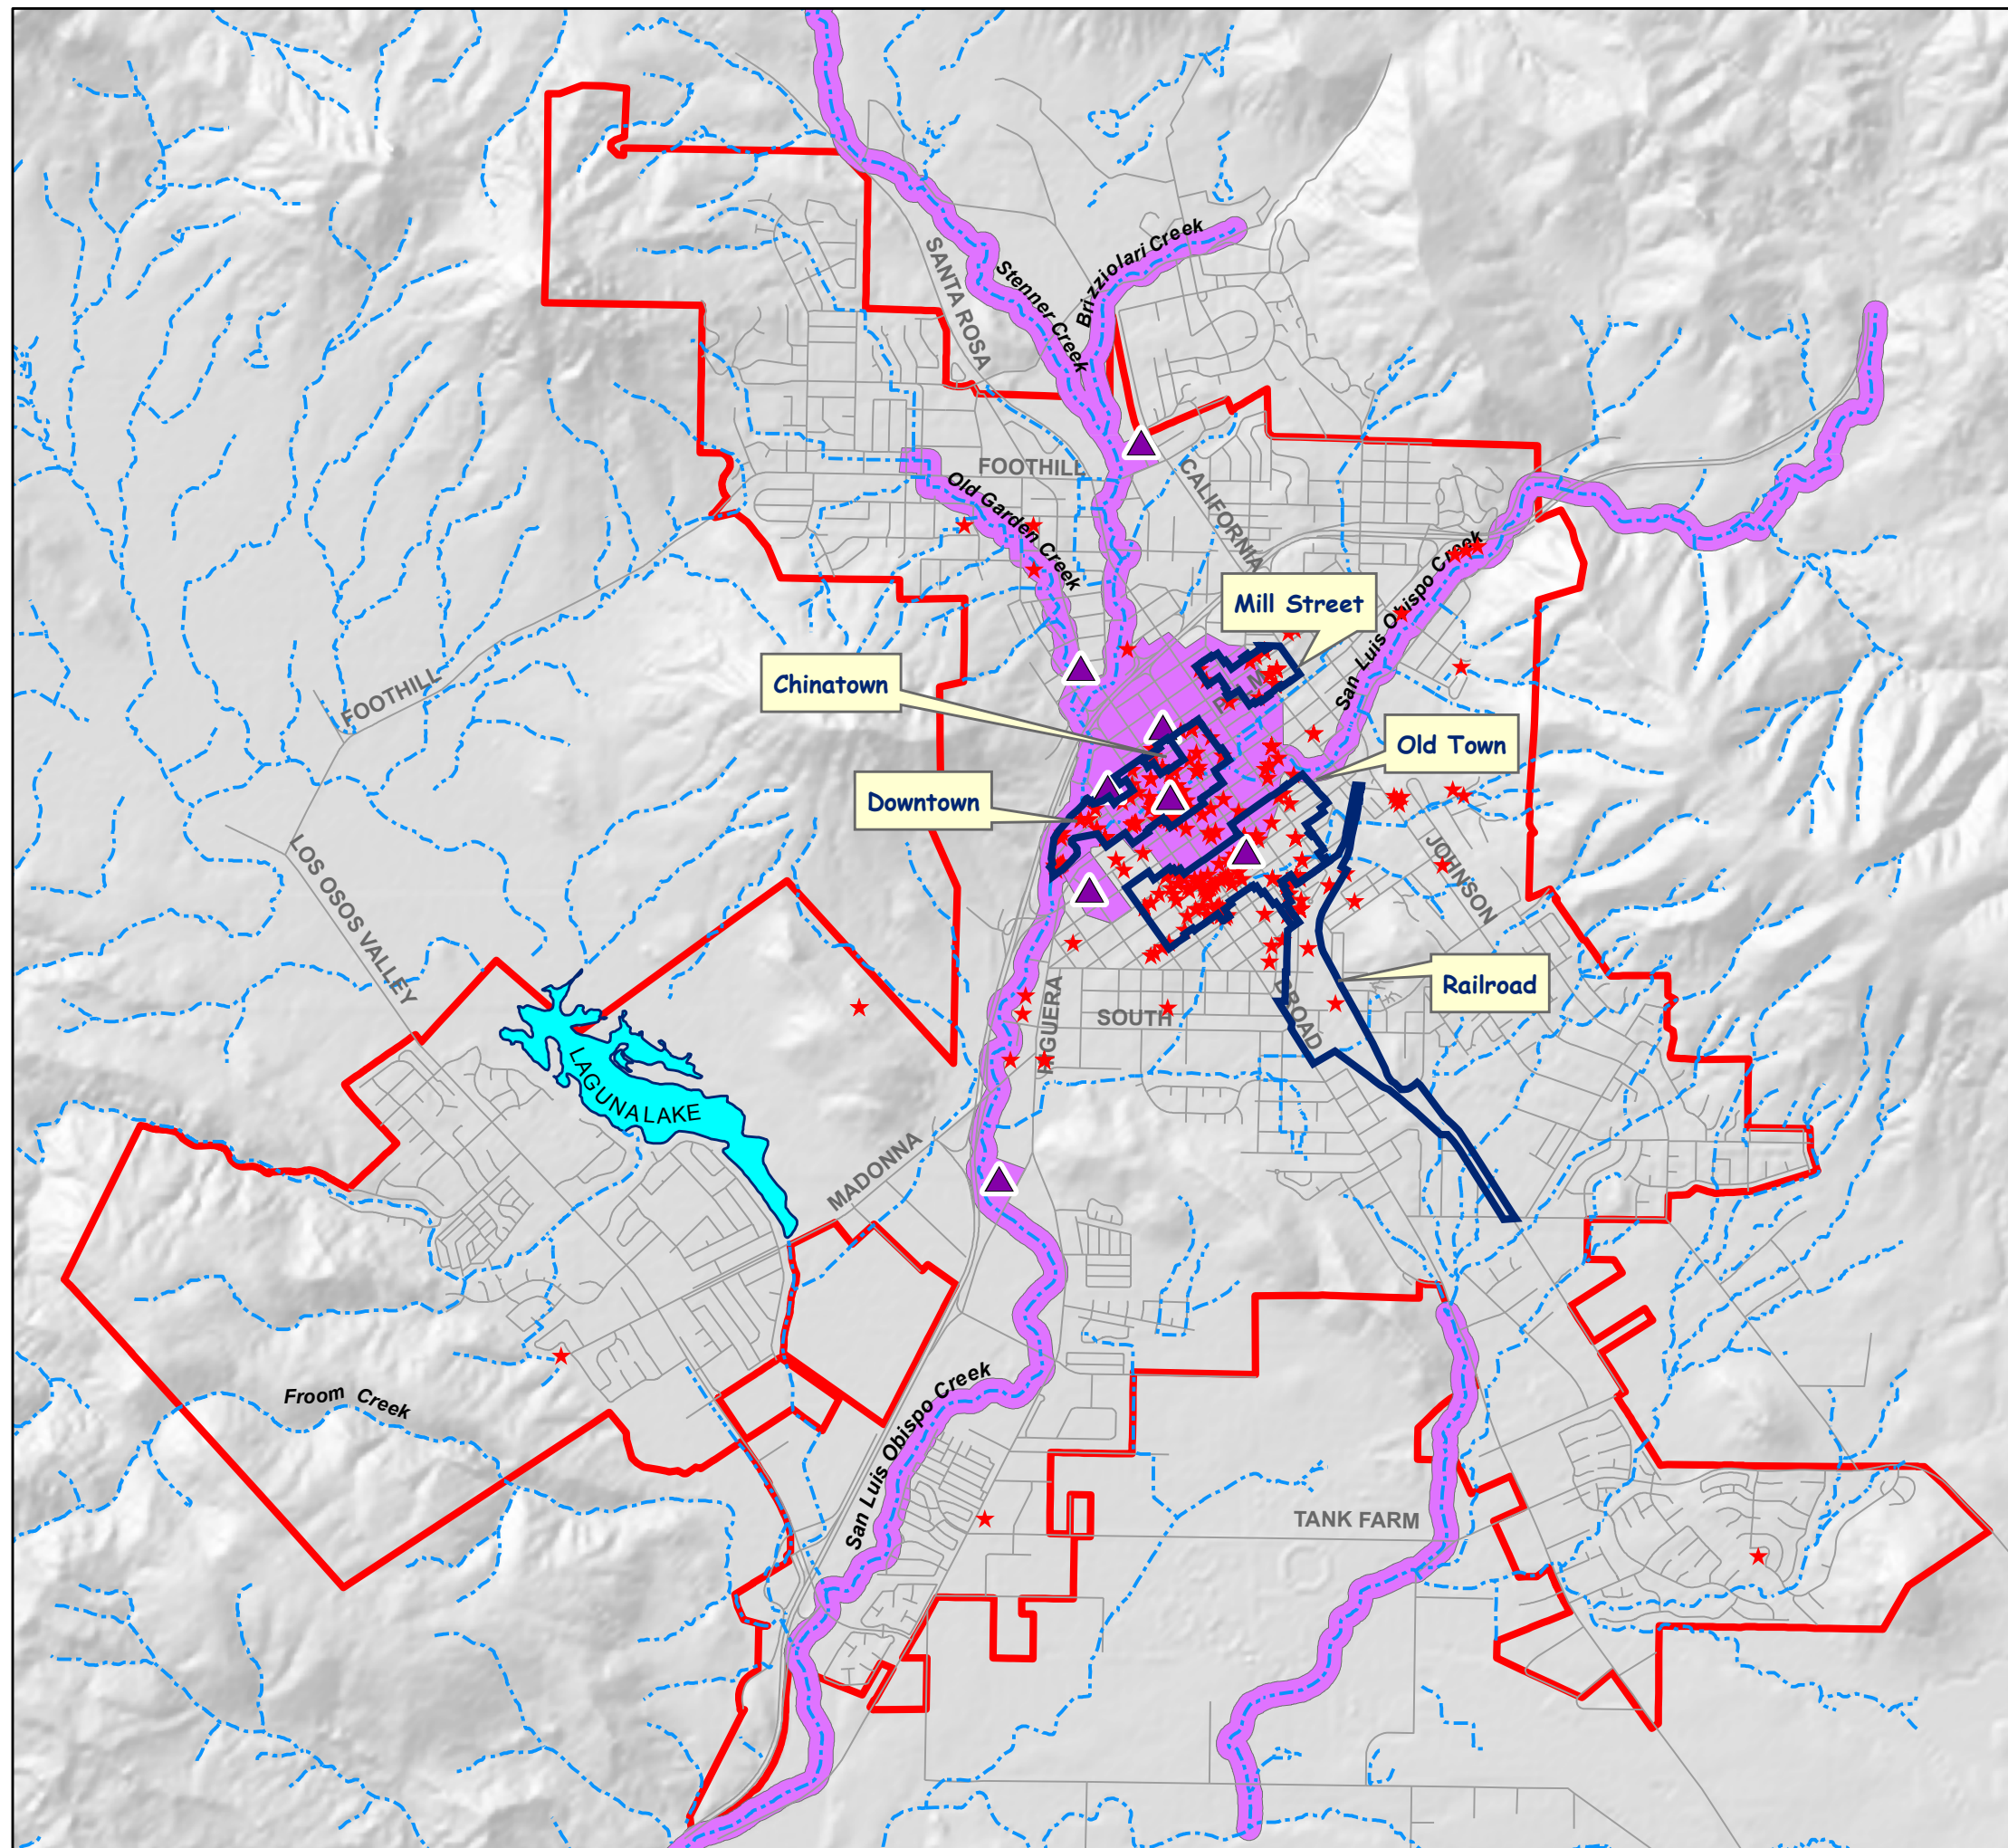 Brizziolari Creek
SANTA ROSA
Stenner Creek
FOOTHILL
CALIFORNIA
Old Garden Creek
San Luis Obispo Creek
Mill Street
FOOTHILL
Chinatown
Old Town
Downtown
LOS OSOS VALLEY
JOHNSON
Railroad
HIGUERA
SOUTH
BROAD
LAGUNA LAKE
MADONNA
Froom Creek
San Luis Obispo Creek
TANK FARM